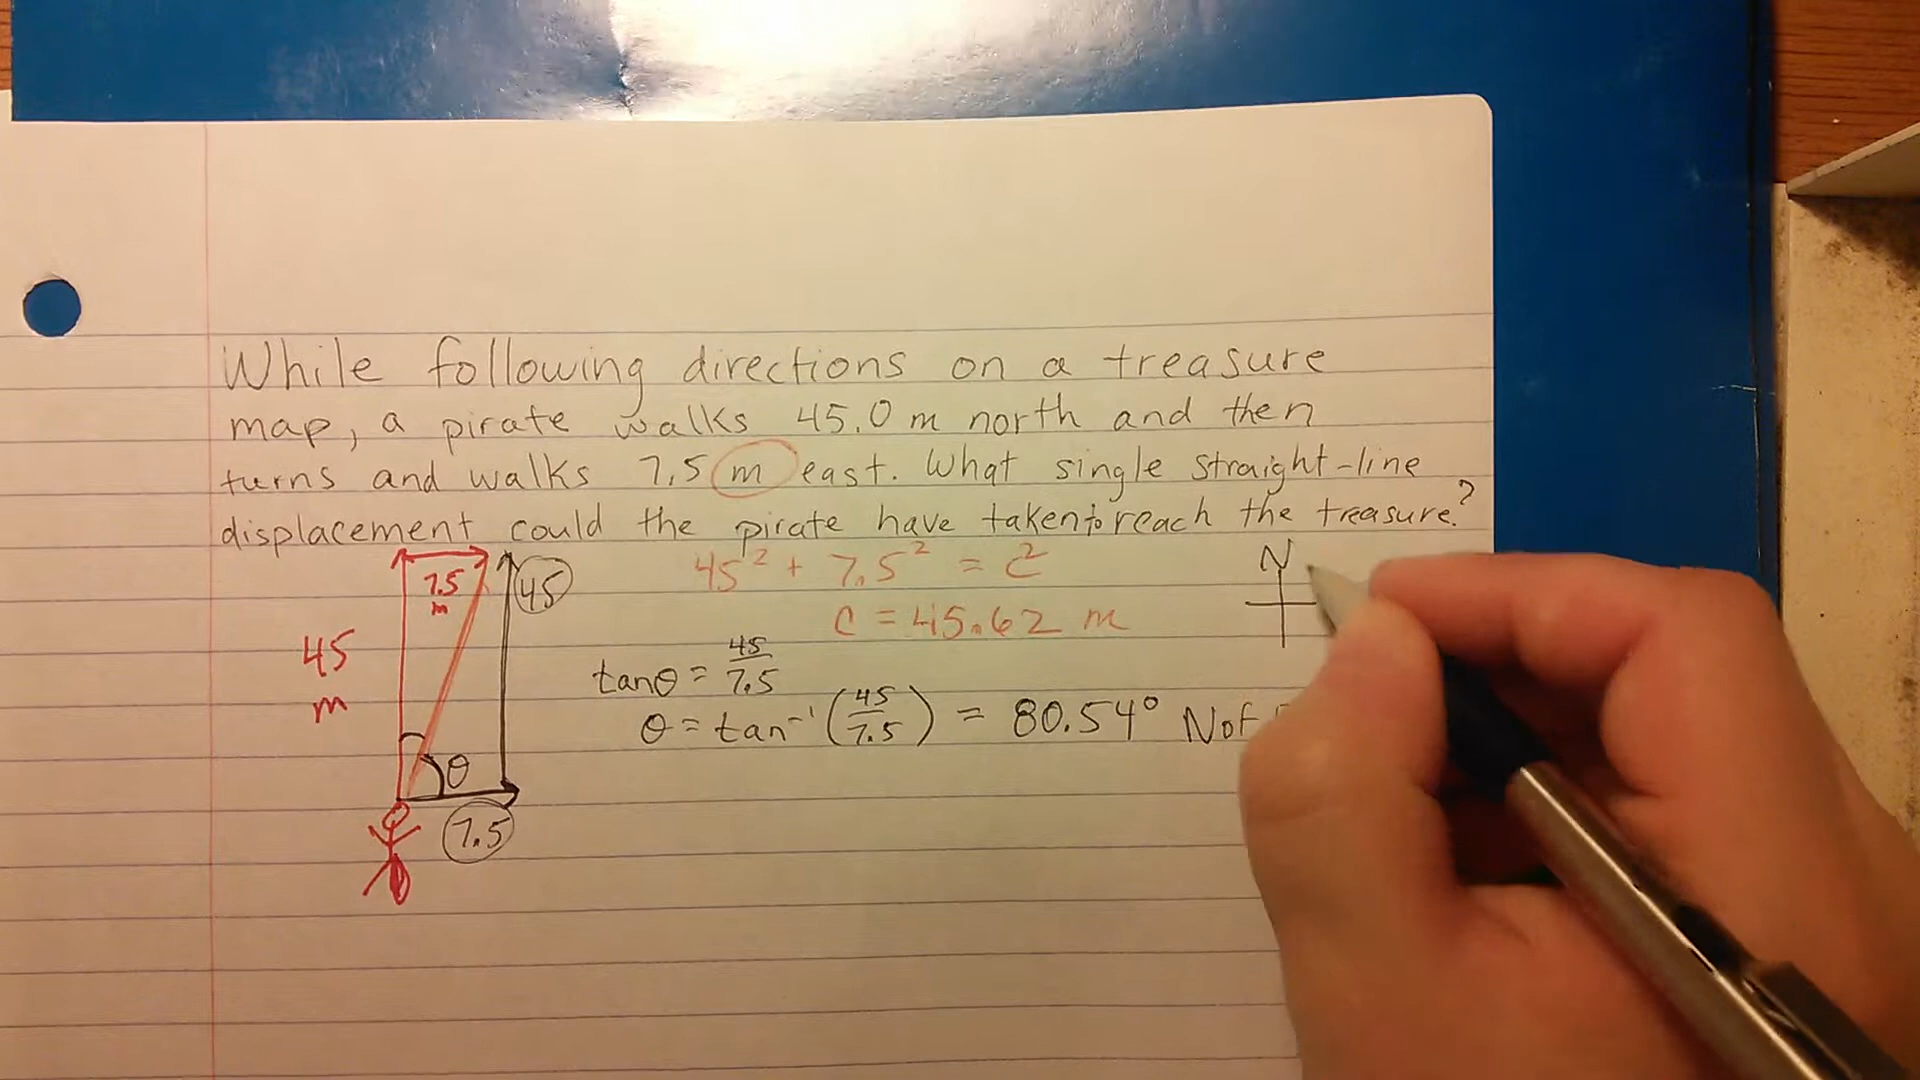 While following directions on a treasure
map, a pirate walks 45.0 m north and then
turns and walks 7.5 m east. What single straight-line
displacement could the pirate have taken to reach the treasure?
45² + 7.5² = c²
c = 45.62 m
N
7.5
m
45
45
m
tanθ = 45/7.5
θ = tan⁻¹ (45/7.5) = 80.54° N of
θ
7.5